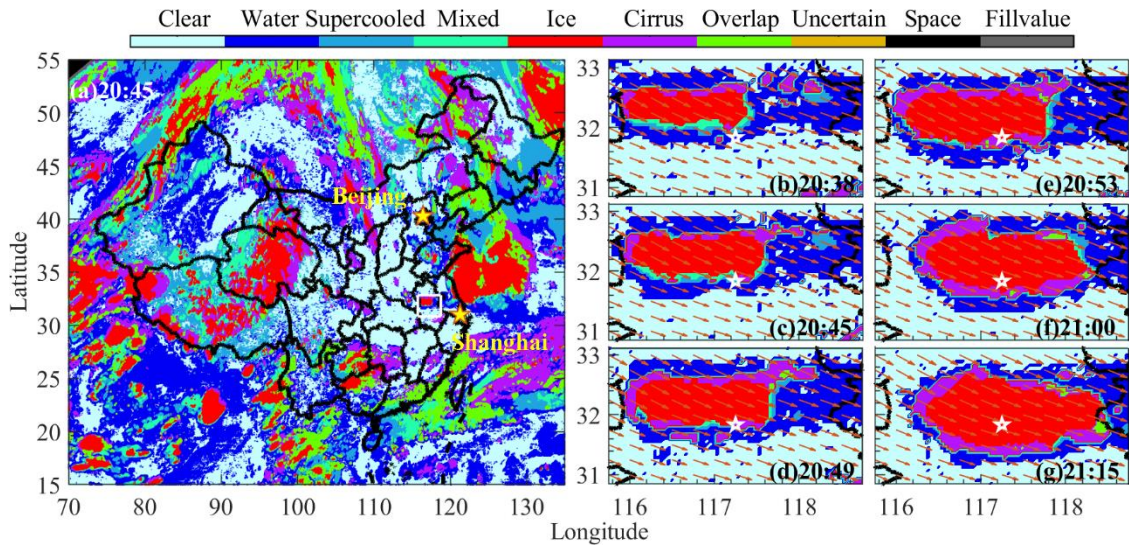 Clear Water Supercooled Mixed Ice Cirrus Overlap Uncertain Space Fillvalue
(a)20:45
Beijing
Shanghai
Latitude
55
50
45
40
35
30
25
20
15
70 80 90 100 110 120 130
33
32
31
(b)20:38
(e)20:53
33
32
31
(c)20:45
(f)21:00
33
32
31
(d)20:49
(g)21:15
116 117 118 116 117 118
Longitude